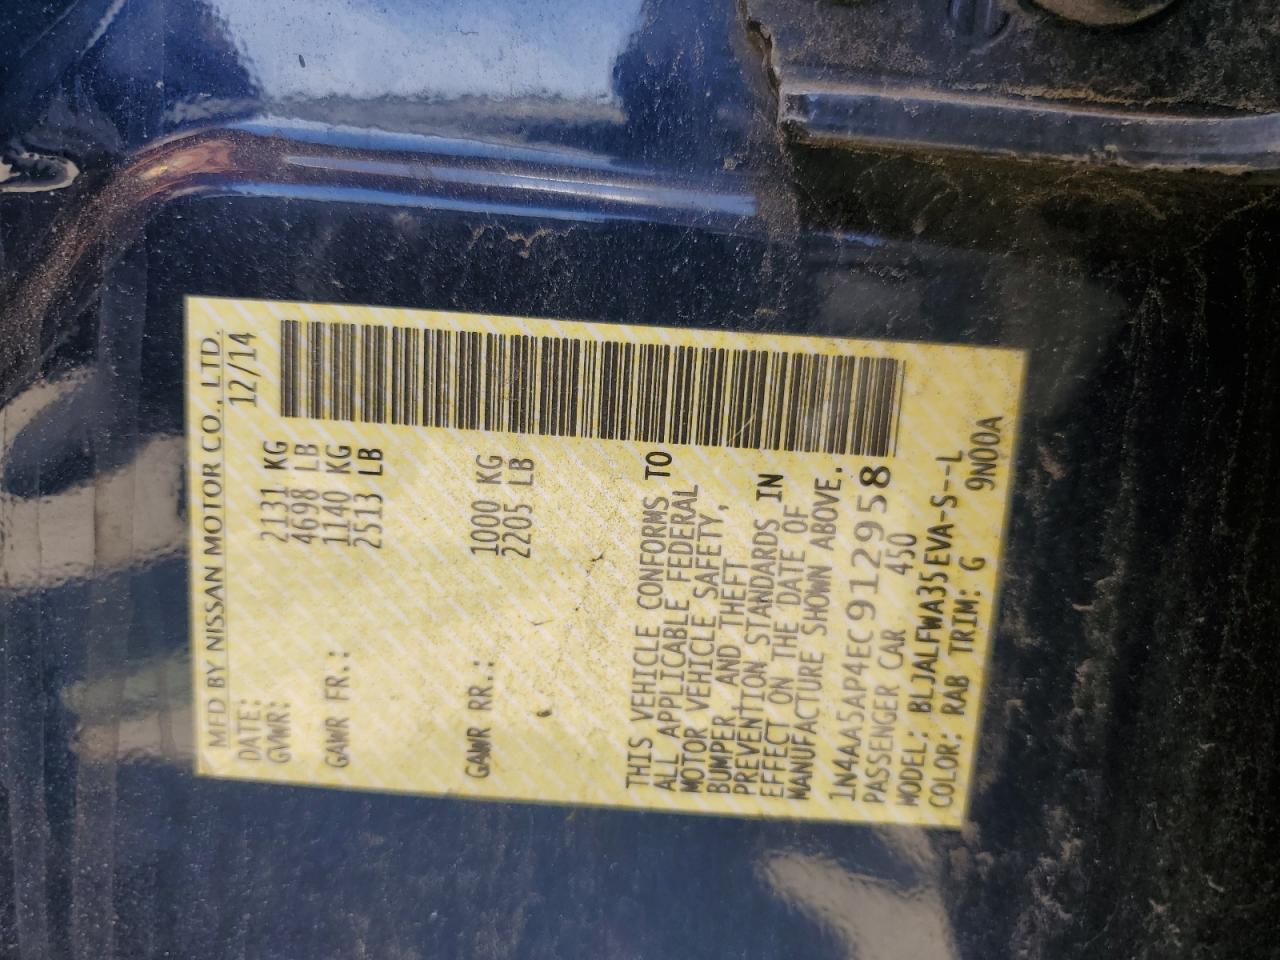 MFD BY NISSAN MOTOR CO., LTD.
DATE: 12/14
GVWR: 2131 KG
4698 LB
GAWR FR.: 1140 KG
2513 LB
GAWR RR.: 1000 KG
2205 LB
THIS VEHICLE CONFORMS TO
ALL APPLICABLE FEDERAL
MOTOR VEHICLE SAFETY,
BUMPER AND THEFT
PREVENTION STANDARDS IN
EFFECT ON THE DATE OF
MANUFACTURE SHOWN ABOVE.
1N4AA5AP4EC912958
PASSENGER CAR 450
MODEL: BLJALFWA35EVA-S--L
COLOR: RAB TRIM: G 9N00A